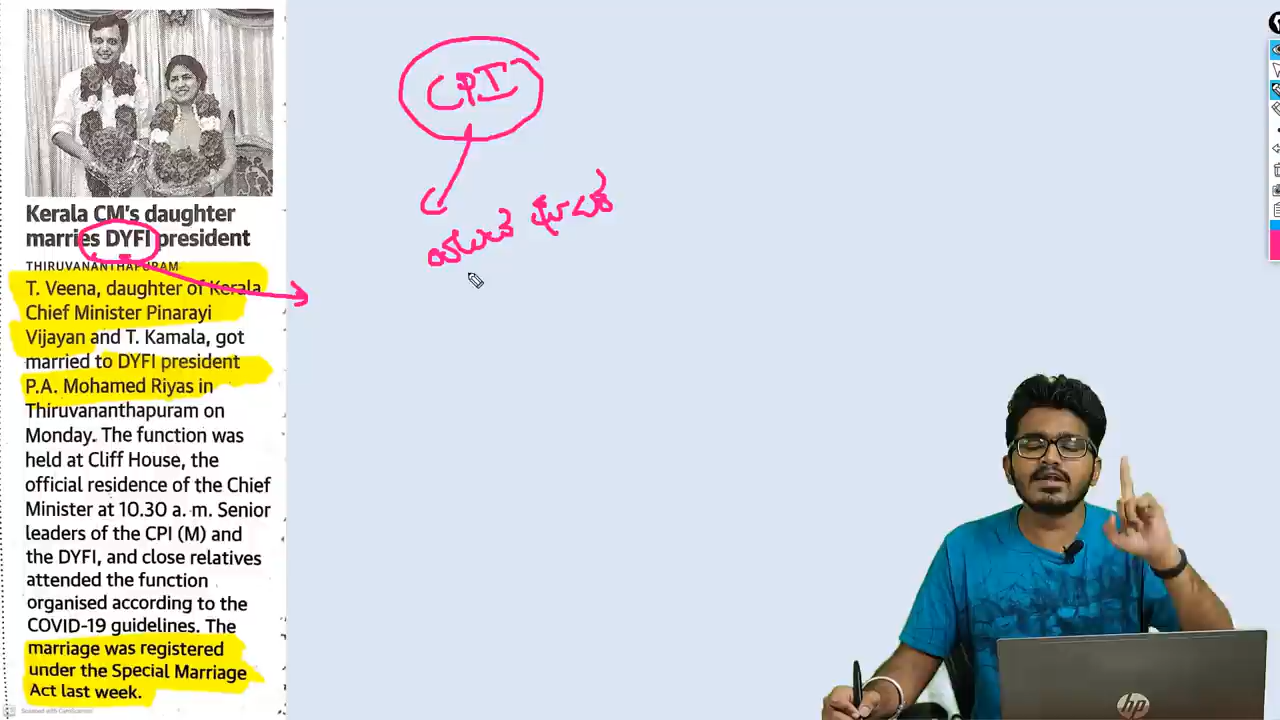 Kerala CM's daughter
marries DYFI president
THIRUVANANTHAPURAM
T. Veena, daughter of Kerala
Chief Minister Pinarayi
Vijayan and T. Kamala, got
married to DYFI president
P.A. Mohamed Riyas in
Thiruvananthapuram on
Monday. The function was
held at Cliff House, the
official residence of the Chief
Minister at 10.30 a. m. Senior
leaders of the CPI (M) and
the DYFI, and close relatives
attended the function
organised according to the
COVID-19 guidelines. The
marriage was registered
under the Special Marriage
Act last week.
Scanned with CamScanner
CPI
hp